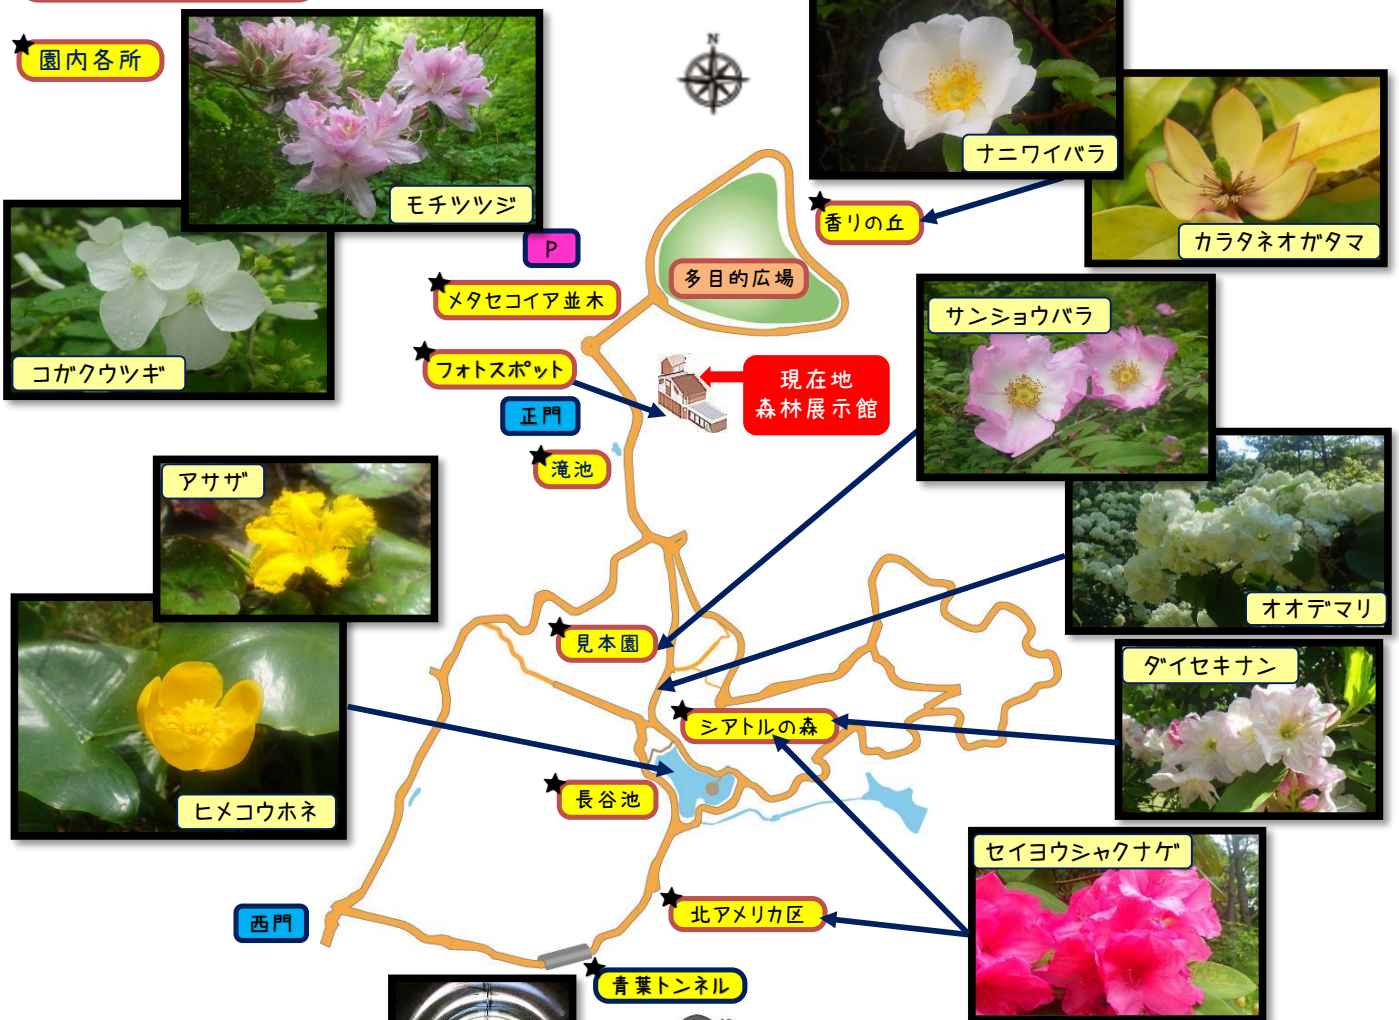 園内各所
モチツツジ
コガクウツギ
N
ナニワイバラ
カラタネオガタマ
香りの丘
P
多目的広場
メタセコイア並木
フォトスポット
現在地
森林展示館
正門
滝池
サンショウバラ
オオデマリ
アサザ
ヒメコウホネ
見本園
ダイセキナン
シアトルの森
長谷池
セイヨウシャクナゲ
北アメリカ区
西門
青葉トンネル